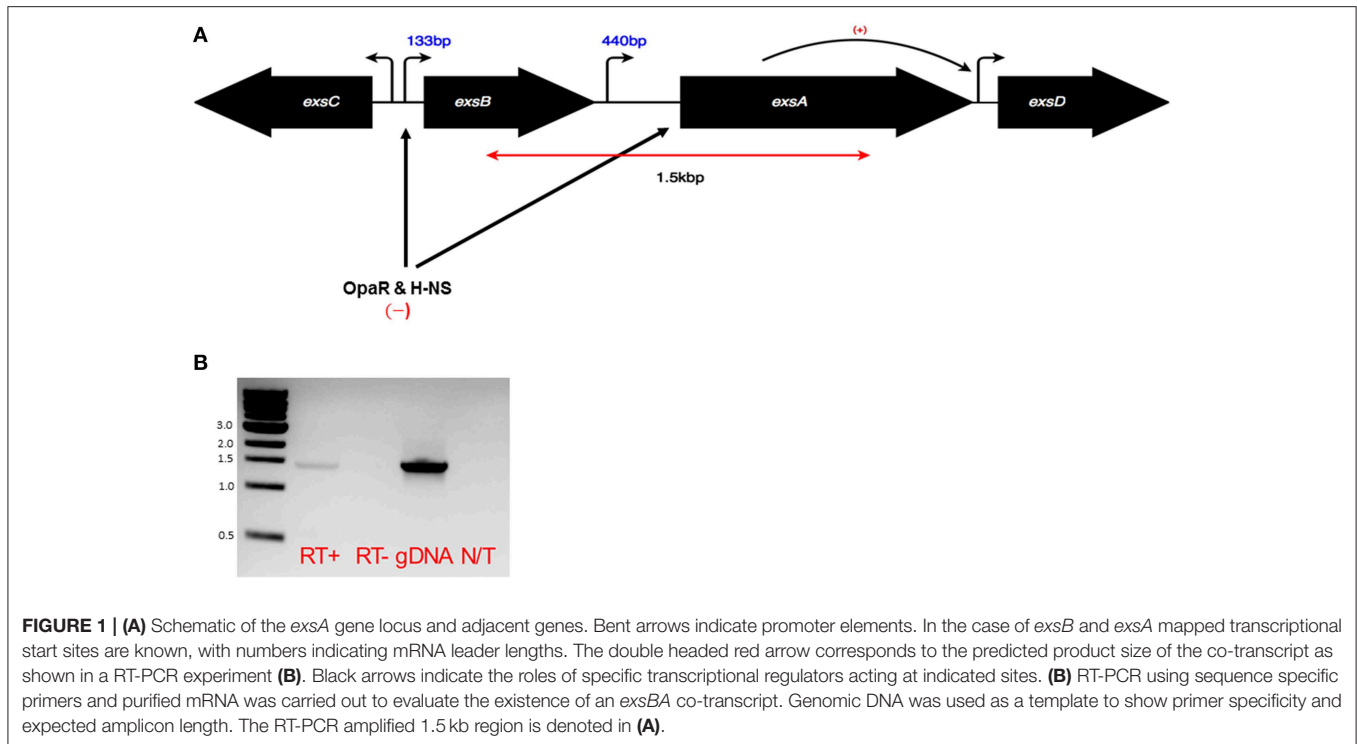 A
133bp
440bp
(+)
exsC
exsB
exsA
exsD
1.5kbp
OpaR & H-NS
(−)
B
3.0
2.0
1.5
1.0
0.5
RT+ RT- gDNA N/T
FIGURE 1 | (A) Schematic of the exsA gene locus and adjacent genes. Bent arrows indicate promoter elements. In the case of exsB and exsA mapped transcriptional
start sites are known, with numbers indicating mRNA leader lengths. The double headed red arrow corresponds to the predicted product size of the co-transcript as
shown in a RT-PCR experiment (B). Black arrows indicate the roles of specific transcriptional regulators acting at indicated sites. (B) RT-PCR using sequence specific
primers and purified mRNA was carried out to evaluate the existence of an exsBA co-transcript. Genomic DNA was used as a template to show primer specificity and
expected amplicon length. The RT-PCR amplified 1.5 kb region is denoted in (A).